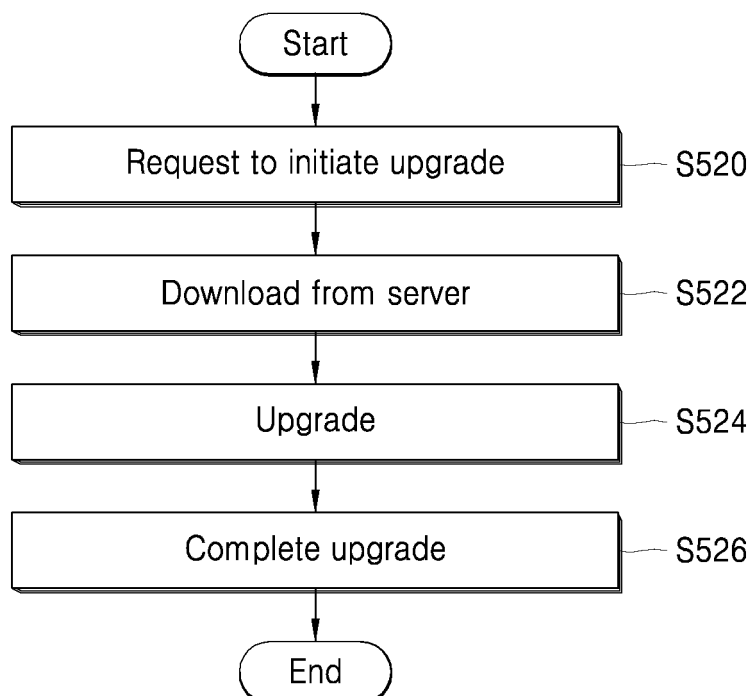 Start
Request to initiate upgrade
S520
Download from server
S522
Upgrade
S524
Complete upgrade
S526
End